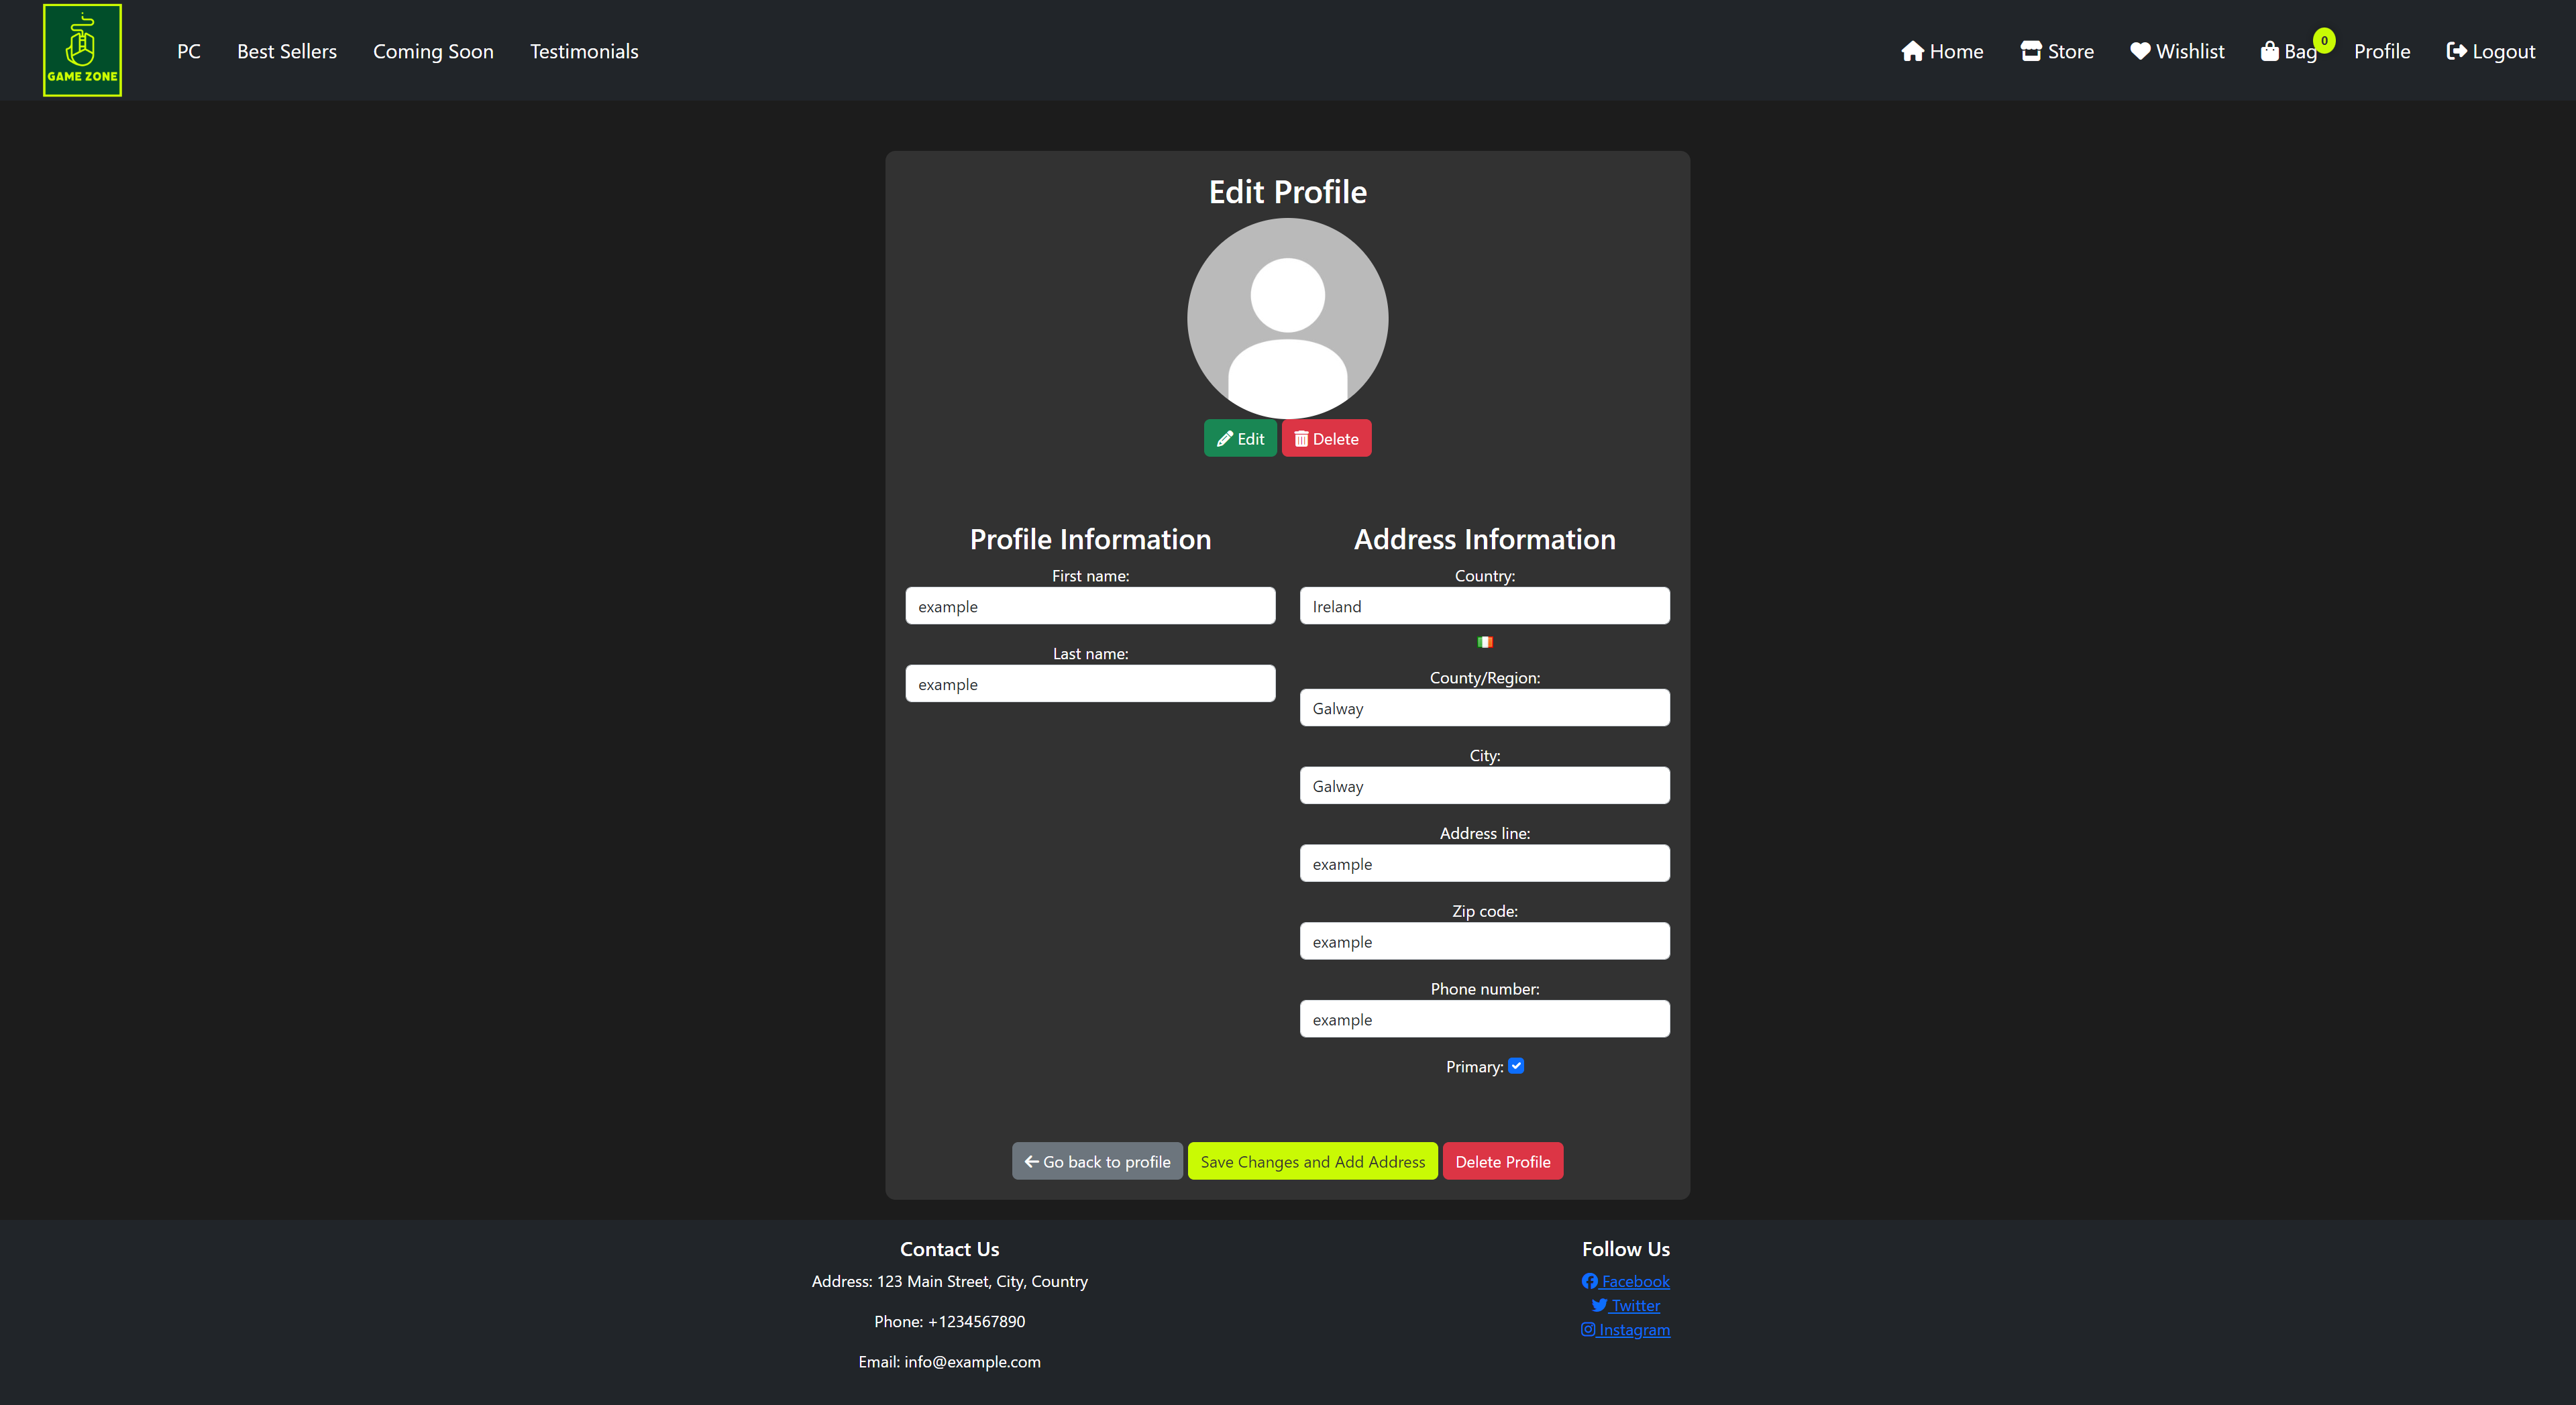 GAME ZONE
PC Best Sellers Coming Soon Testimonials
Home Store Wishlist Bag 0 Profile Logout
Edit Profile
Edit Delete
Profile Information
First name:
example
Last name:
example
Address Information
Country:
Ireland
County/Region:
Galway
City:
Galway
Address line:
example
Zip code:
example
Phone number:
example
Primary:
Go back to profile Save Changes and Add Address Delete Profile
Contact Us
Address: 123 Main Street, City, Country
Phone: +1234567890
Email: info@example.com
Follow Us
Facebook
Twitter
Instagram